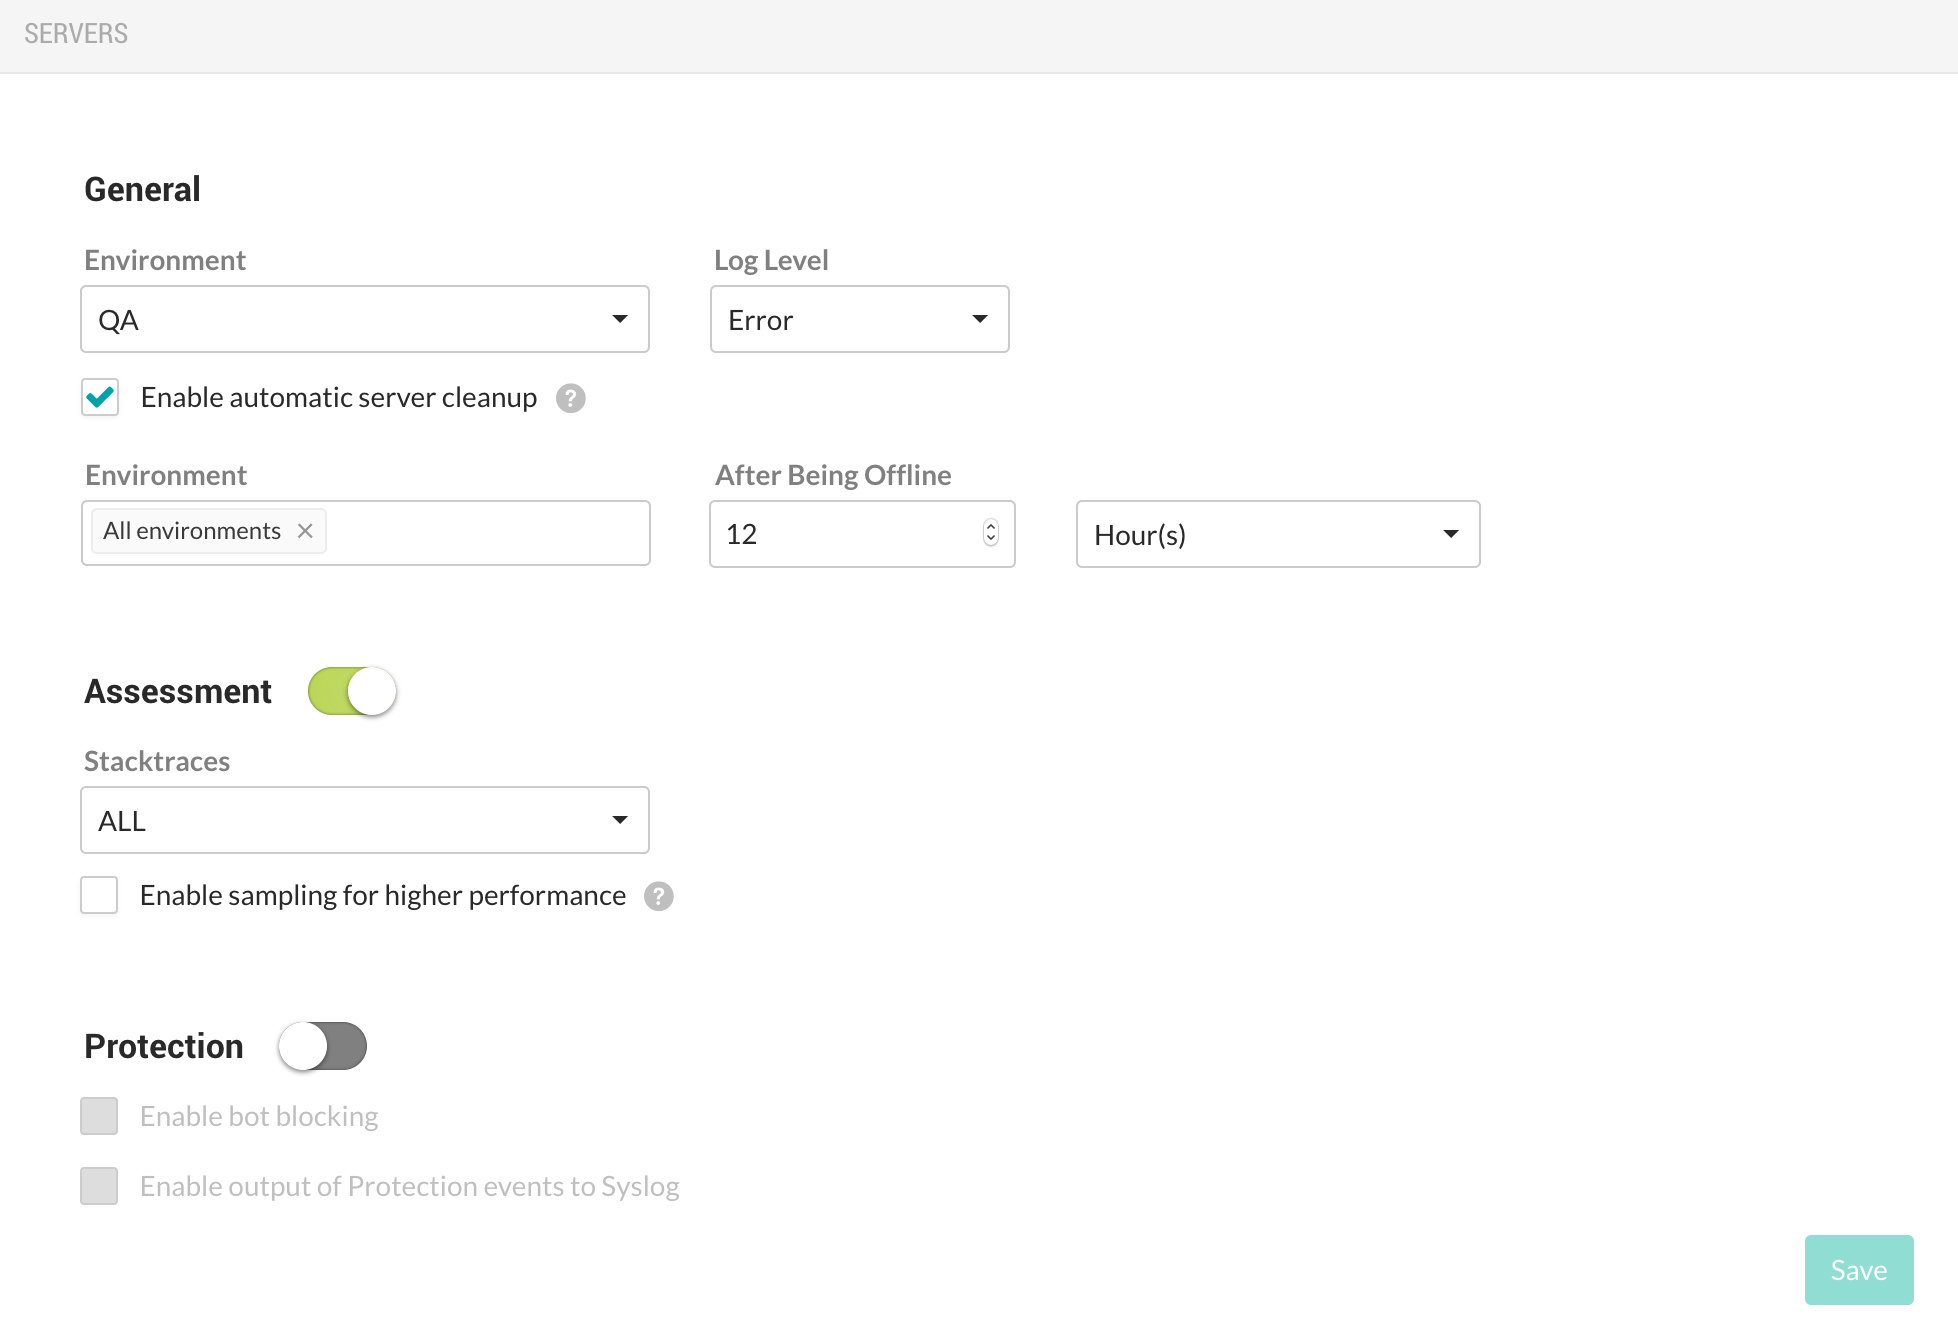 SERVERS
General
Environment
Log Level
QA
Error
Enable automatic server cleanup ?
Environment
After Being Offline
All environments
12
Hour(s)
Assessment
Stacktraces
ALL
Enable sampling for higher performance ?
Protection
Enable bot blocking
Enable output of Protection events to Syslog
Save